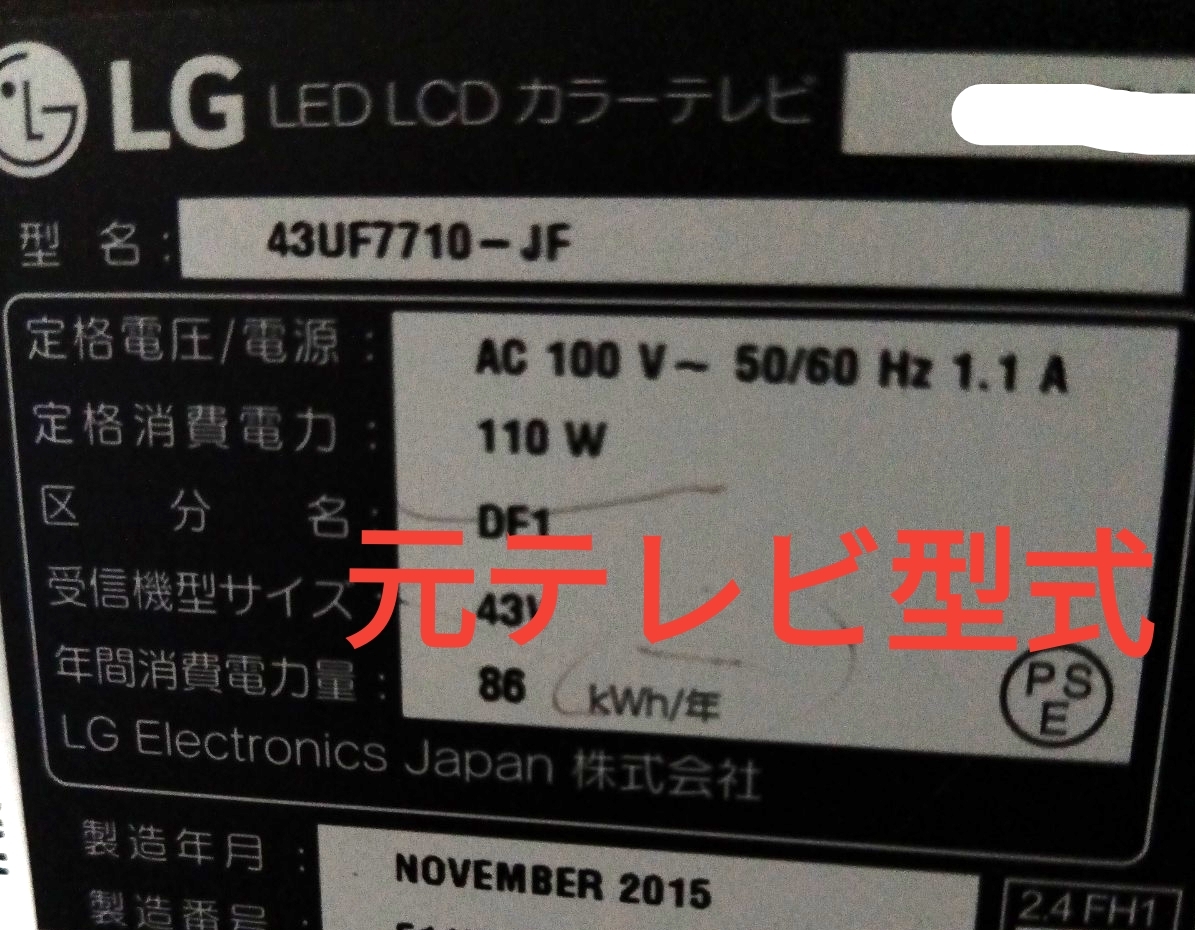 LG LED LCD カラーテレビ
型名: 43UF7710-JF
定格電圧/電源: AC 100 V~ 50/60 Hz 1.1 A
定格消費電力: 110 W
区分名: DF1
元テレビ型式
受信機型サイズ: 43V
年間消費電力量: 86 kWh/年
PSE
LG Electronics Japan 株式会社
製造年月: NOVEMBER 2015
2.4 FH1
製造番号